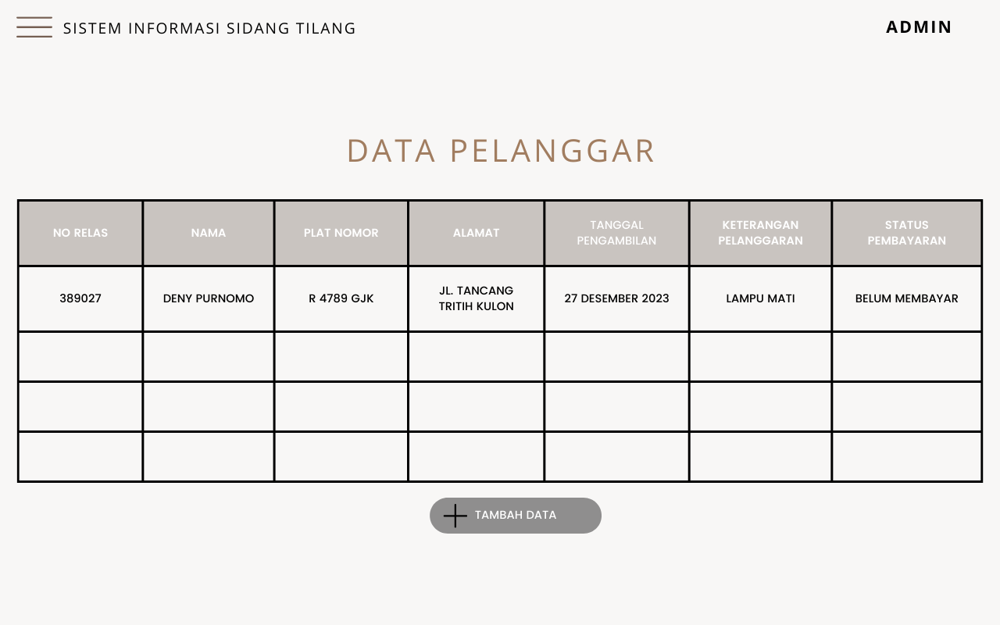 SISTEM INFORMASI SIDANG TILANG
ADMIN
DATA PELANGGAR
NO RELAS
NAMA
PLAT NOMOR
ALAMAT
TANGGAL
PENGAMBILAN
KETERANGAN
PELANGGARAN
STATUS
PEMBAYARAN
389027
DENY PURNOMO
R 4789 GJK
JL. TANCANG
TRITIH KULON
27 DESEMBER 2023
LAMPU MATI
BELUM MEMBAYAR
TAMBAH DATA